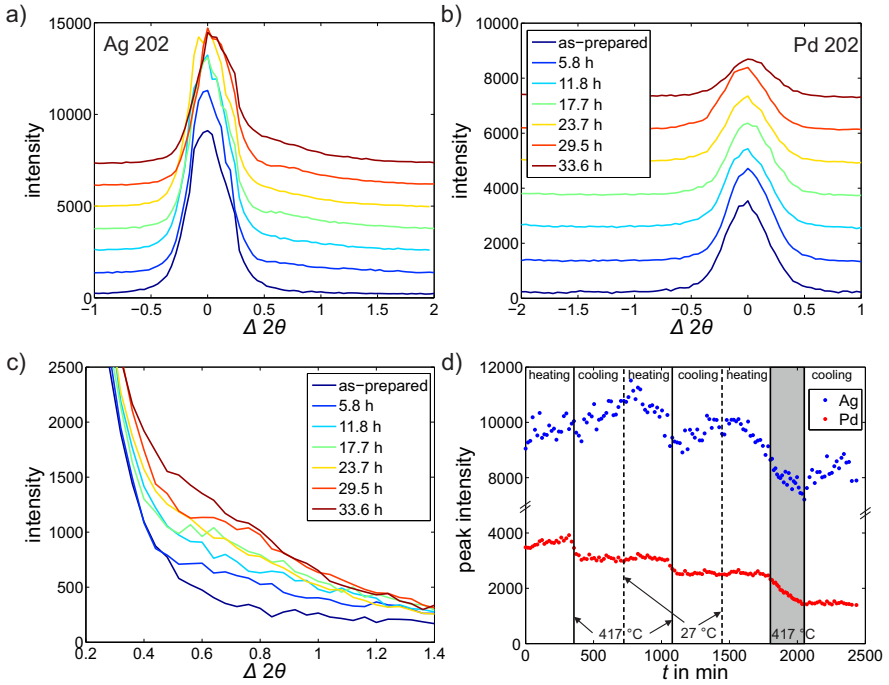 a)
Ag 202
intensity
15000
10000
5000
0
−1 −0.5 0 0.5 1 1.5 2
Δ 2θ
b)
Pd 202
as−prepared
5.8 h
11.8 h
17.7 h
23.7 h
29.5 h
33.6 h
intensity
10000
8000
6000
4000
2000
0
−2 −1.5 −1 −0.5 0 0.5 1
Δ 2θ
c)
as−prepared
5.8 h
11.8 h
17.7 h
23.7 h
29.5 h
33.6 h
intensity
2500
2000
1500
1000
500
0
0.2 0.4 0.6 0.8 1 1.2 1.4
Δ 2θ
d)
heating cooling heating cooling heating cooling
Ag
Pd
peak intensity
12000
10000
8000
4000
2000
0
417 °C 27 °C 417 °C
0 500 1000 1500 2000 2500
t in min